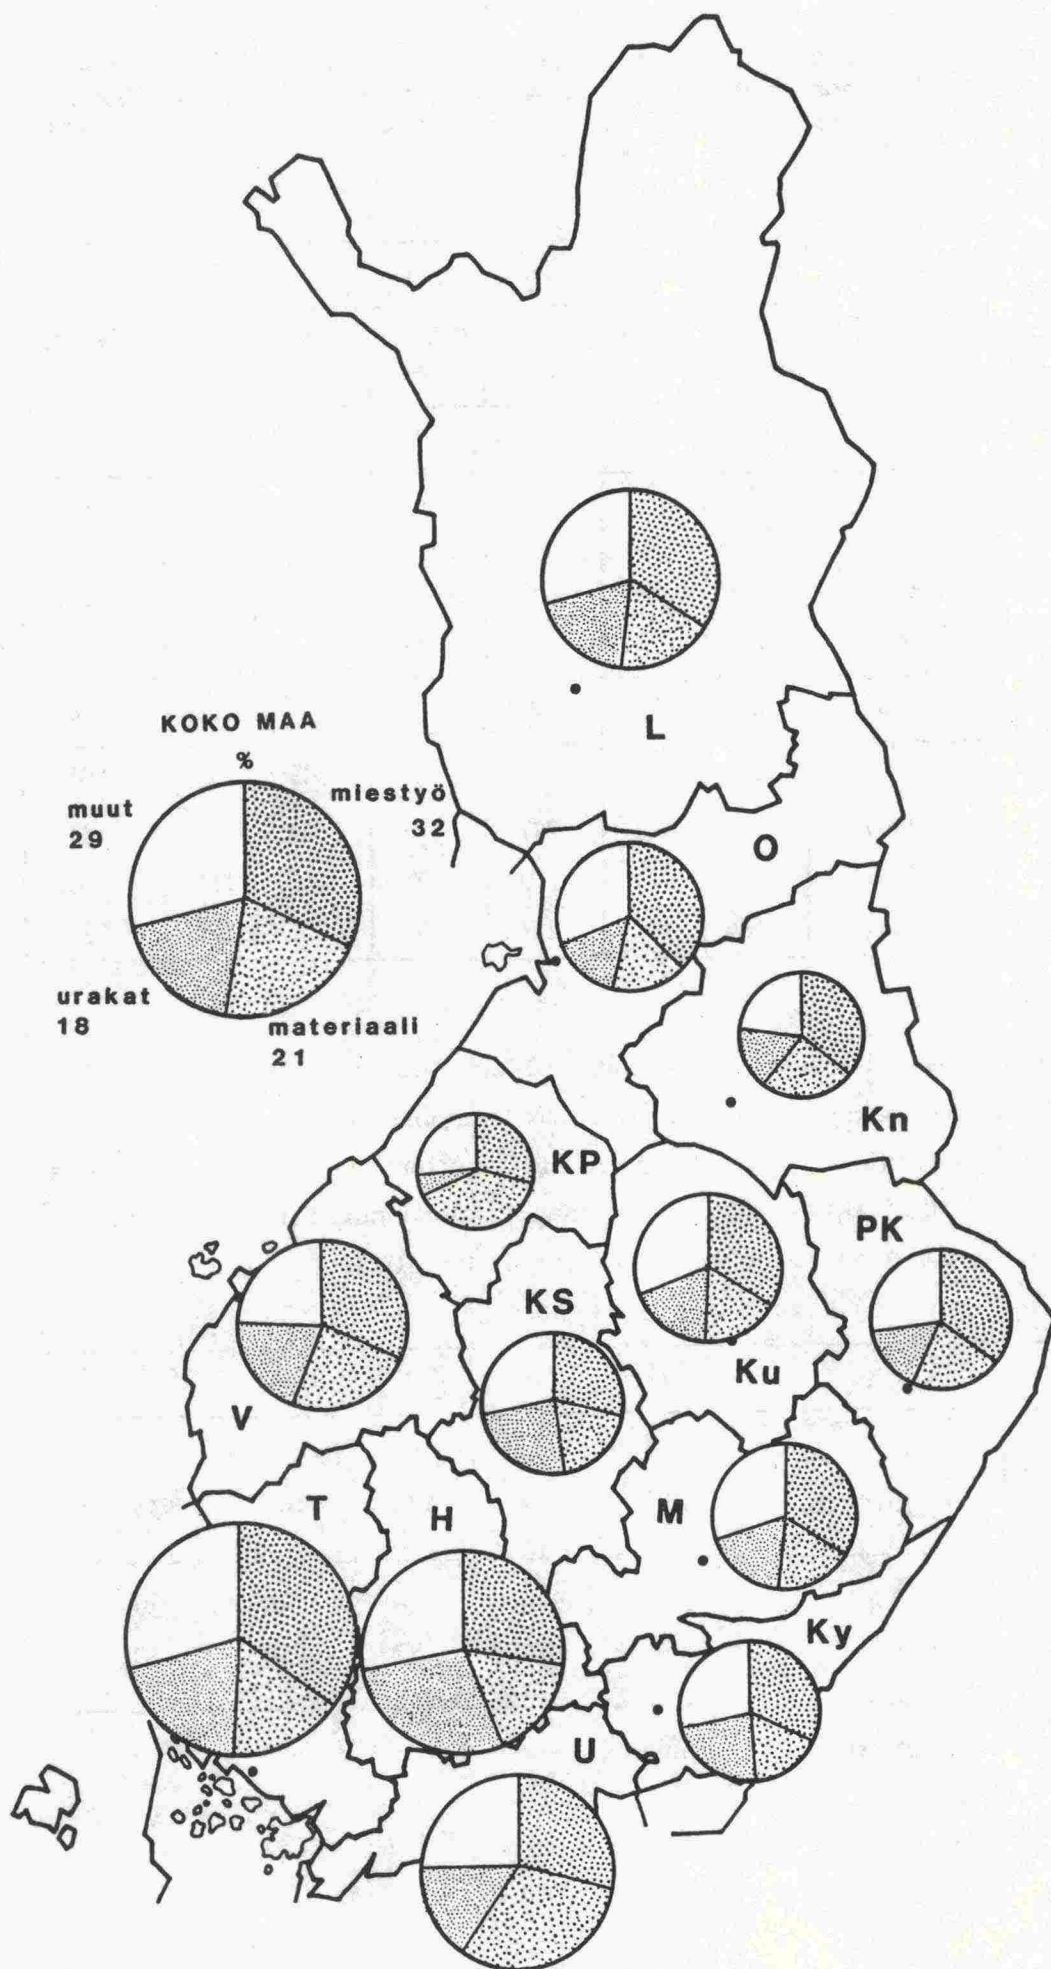 L
KOKO MAA
%
muut
29
miestyö
32
O
urakat
18
materiaali
21
Kn
KP
PK
KS
Ku
V
T
H
M
Ky
U